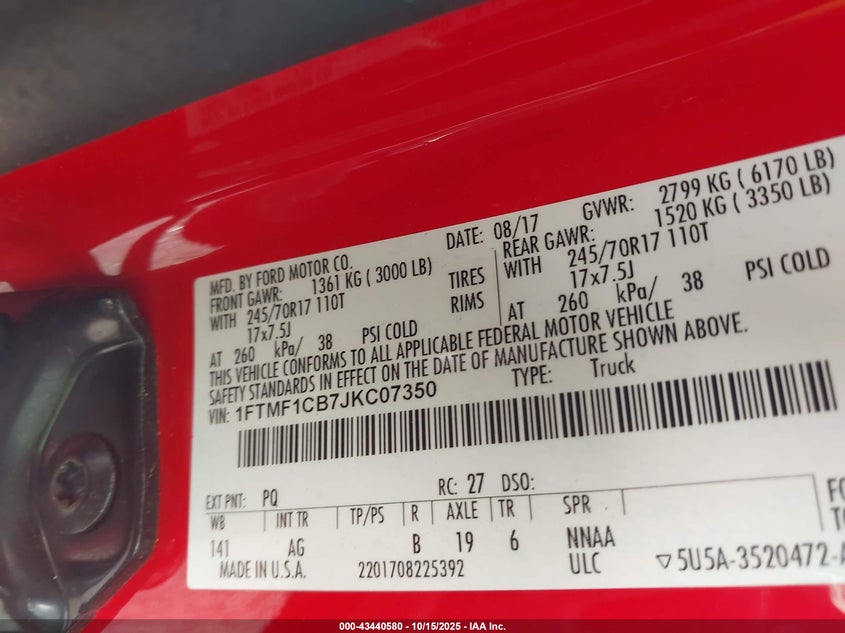 MFD. BY FORD MOTOR CO. DATE: 08/17 GVWR: 2799 KG ( 6170 LB)
FRONT GAWR: 1361 KG ( 3000 LB) REAR GAWR: 1520 KG ( 3350 LB)
WITH 245/70R17 110T TIRES WITH 245/70R17 110T
17x7.5J RIMS 17x7.5J
AT 260 kPa/ 38 PSI COLD AT 260 kPa/ 38 PSI COLD
THIS VEHICLE CONFORMS TO ALL APPLICABLE FEDERAL MOTOR VEHICLE
SAFETY STANDARDS IN EFFECT ON THE DATE OF MANUFACTURE SHOWN ABOVE.
VIN: 1FTMF1CB7JKC07350 TYPE: Truck
EXT PNT: PQ RC: 27 DSO:
WB INT TR TP/PS R AXLE TR SPR
141 AG B 19 6 NNAA
MADE IN U.S.A. 2201708225392 ULC ▽5U5A-3520472-A
000-43440580 - 10/15/2025 - IAA Inc.